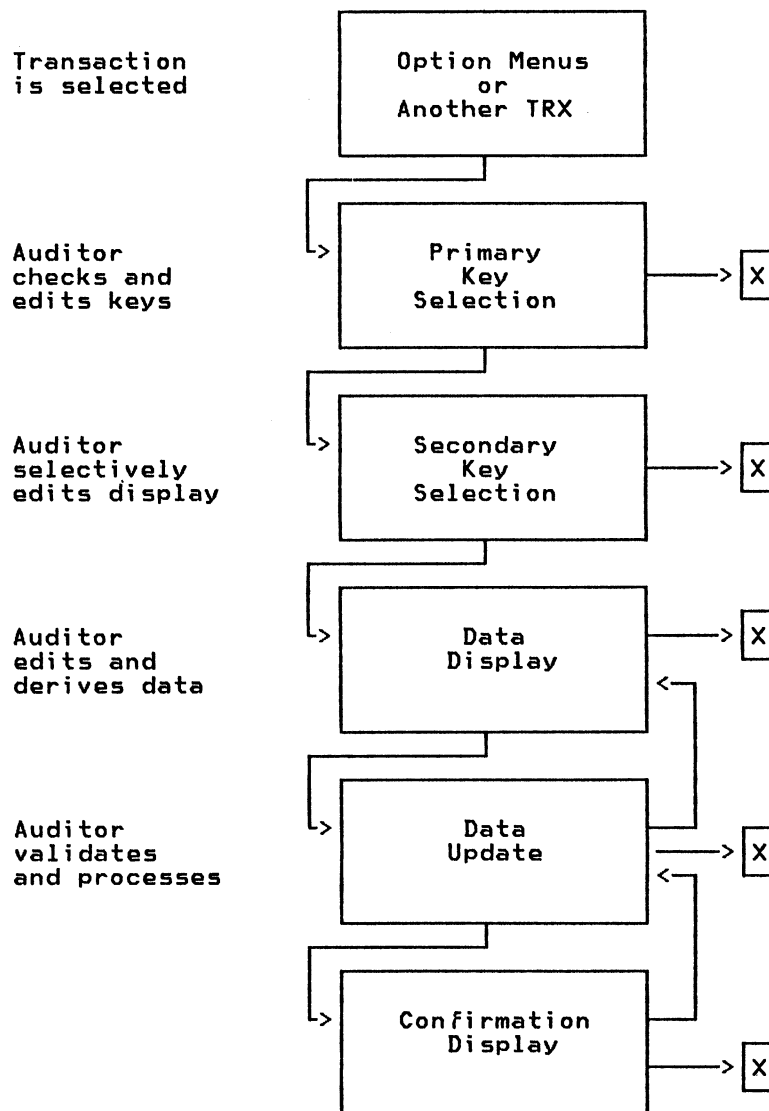 Transaction
is selected
Option Menus
or
Another TRX
Auditor
checks and
edits keys
Primary
Key
Selection
X
Auditor
selectively
edits display
Secondary
Key
Selection
X
Auditor
edits and
derives data
Data
Display
X
Auditor
validates
and processes
Data
Update
X
Confirmation
Display
X